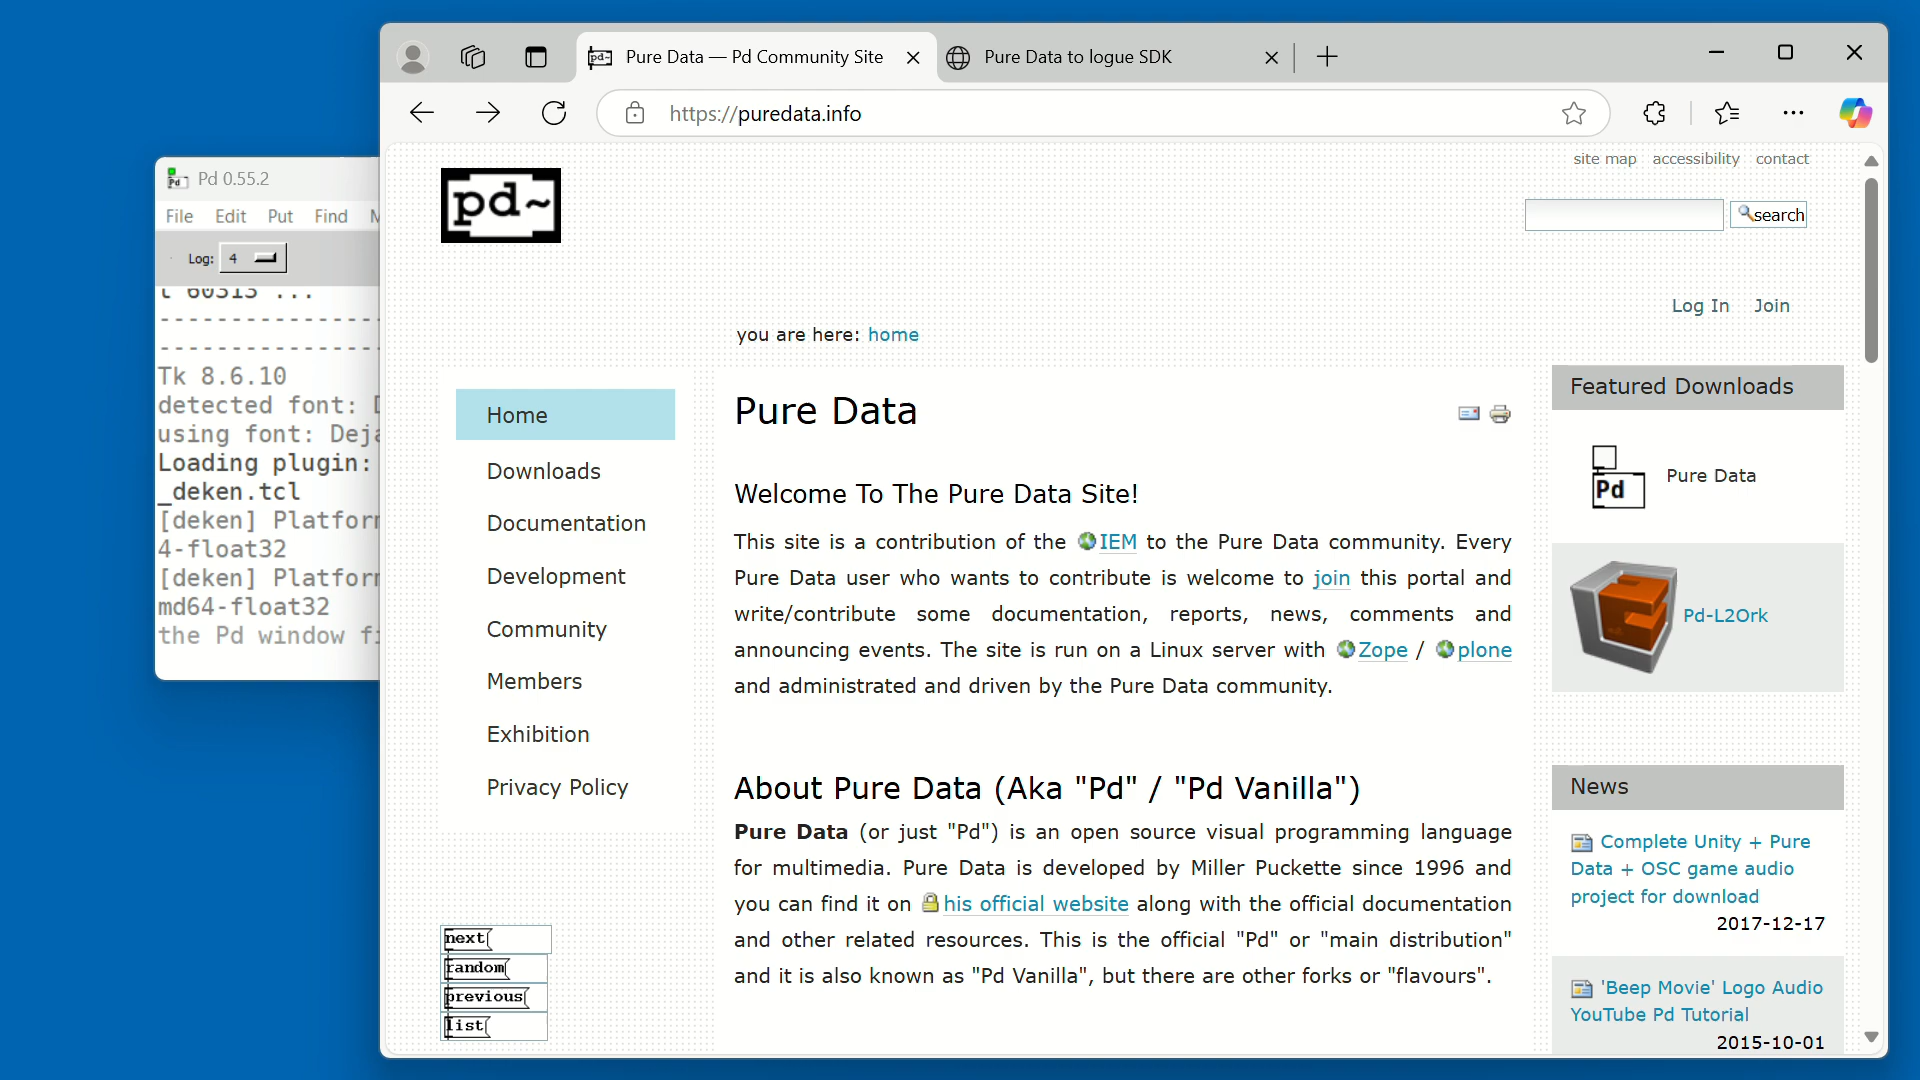 Pure Data — Pd Community Site
Pure Data to logue SDK
https://puredata.info
Pd 0.55.2
File Edit Put Find
Log: 4
t 60313 ...
----------------
----------------
Tk 8.6.10
detected font:
using font:
Loading plugin:
_deken.tcl
[deken]
4-float32
[deken]
md64-float32
the Pd window
pd~
site map accessibility contact
search
Log In Join
you are here: home
Home
Downloads
Documentation
Development
Community
Members
Exhibition
Privacy Policy
next
random
previous
list
Pure Data
Welcome To The Pure Data Site!
This site is a contribution of the IEM to the Pure Data community. Every
Pure Data user who wants to contribute is welcome to join this portal and
write/contribute some documentation, reports, news, comments and
announcing events. The site is run on a Linux server with Zope / plone
and administrated and driven by the Pure Data community.
About Pure Data (Aka "Pd" / "Pd Vanilla")
Pure Data (or just "Pd") is an open source visual programming language
for multimedia. Pure Data is developed by Miller Puckette since 1996 and
you can find it on his official website along with the official documentation
and other related resources. This is the official "Pd" or "main distribution"
and it is also known as "Pd Vanilla", but there are other forks or "flavours".
Featured Downloads
Pd
Pure Data
Pd-L2Ork
News
Complete Unity + Pure
Data + OSC game audio
project for download
2017-12-17
'Beep Movie' Logo Audio
YouTube Pd Tutorial
2015-10-01